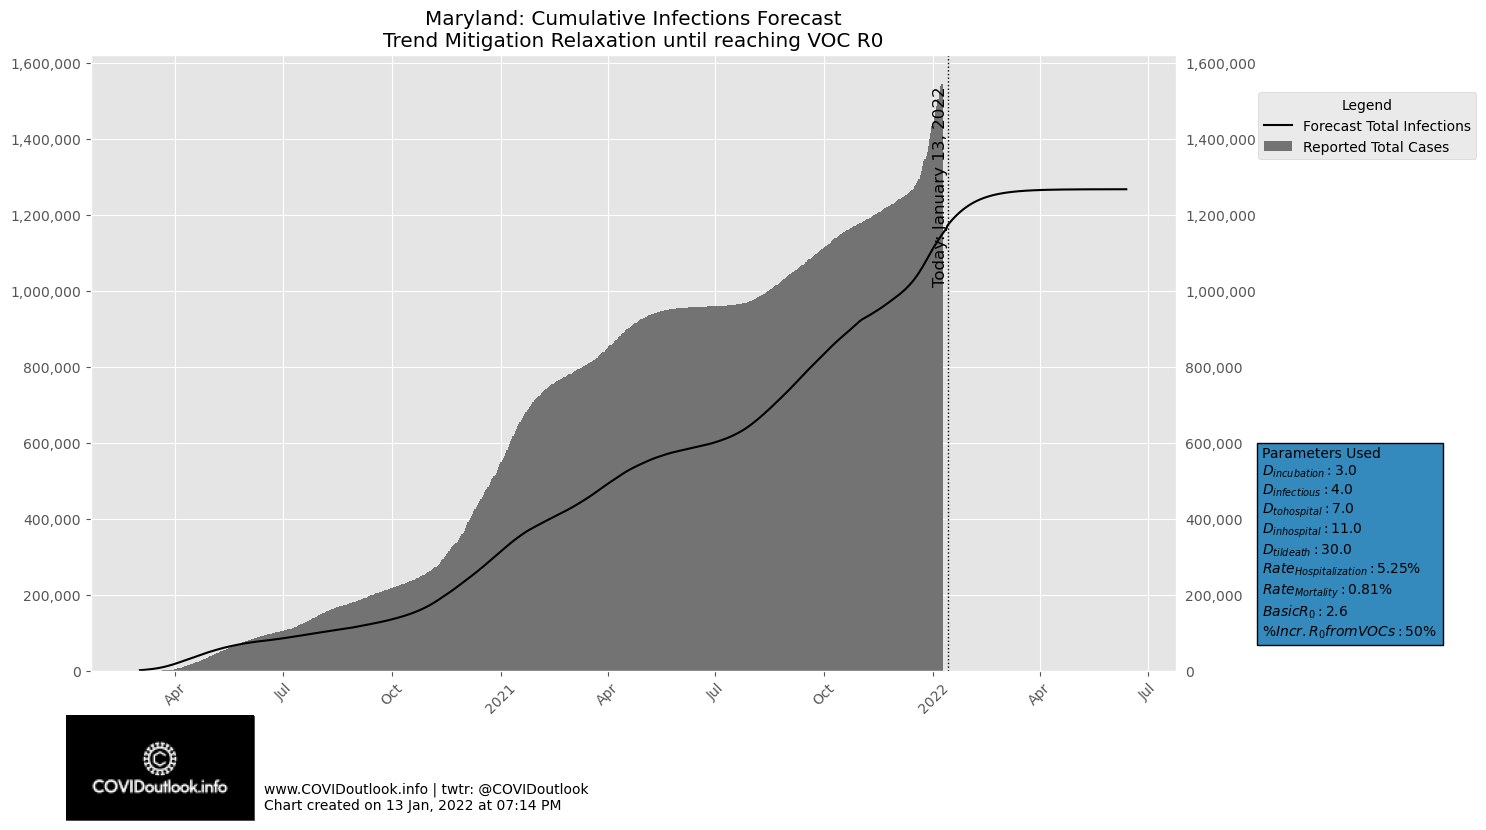 Maryland: Cumulative Infections Forecast
Trend Mitigation Relaxation until reaching VOC R0
1,600,000
1,400,000
1,200,000
1,000,000
800,000
600,000
400,000
200,000
0
1,600,000
1,400,000
1,200,000
1,000,000
800,000
600,000
400,000
200,000
0
Apr
Jul
Oct
2021
Apr
Jul
Oct
2022
Apr
Jul
Today: January 13, 2022
Legend
Forecast Total Infections
Reported Total Cases
Parameters Used
D_incubation : 3.0
D_infectious : 4.0
D_tohospital : 7.0
D_inhospital : 11.0
D_tildeath : 30.0
Rate_Hospitalization : 5.25%
Rate_Mortality : 0.81%
BasicR_0 : 2.6
%Incr.R_0fromVOCs : 50%
COVIDoutlook.info
www.COVIDoutlook.info | twtr: @COVIDoutlook
Chart created on 13 Jan, 2022 at 07:14 PM